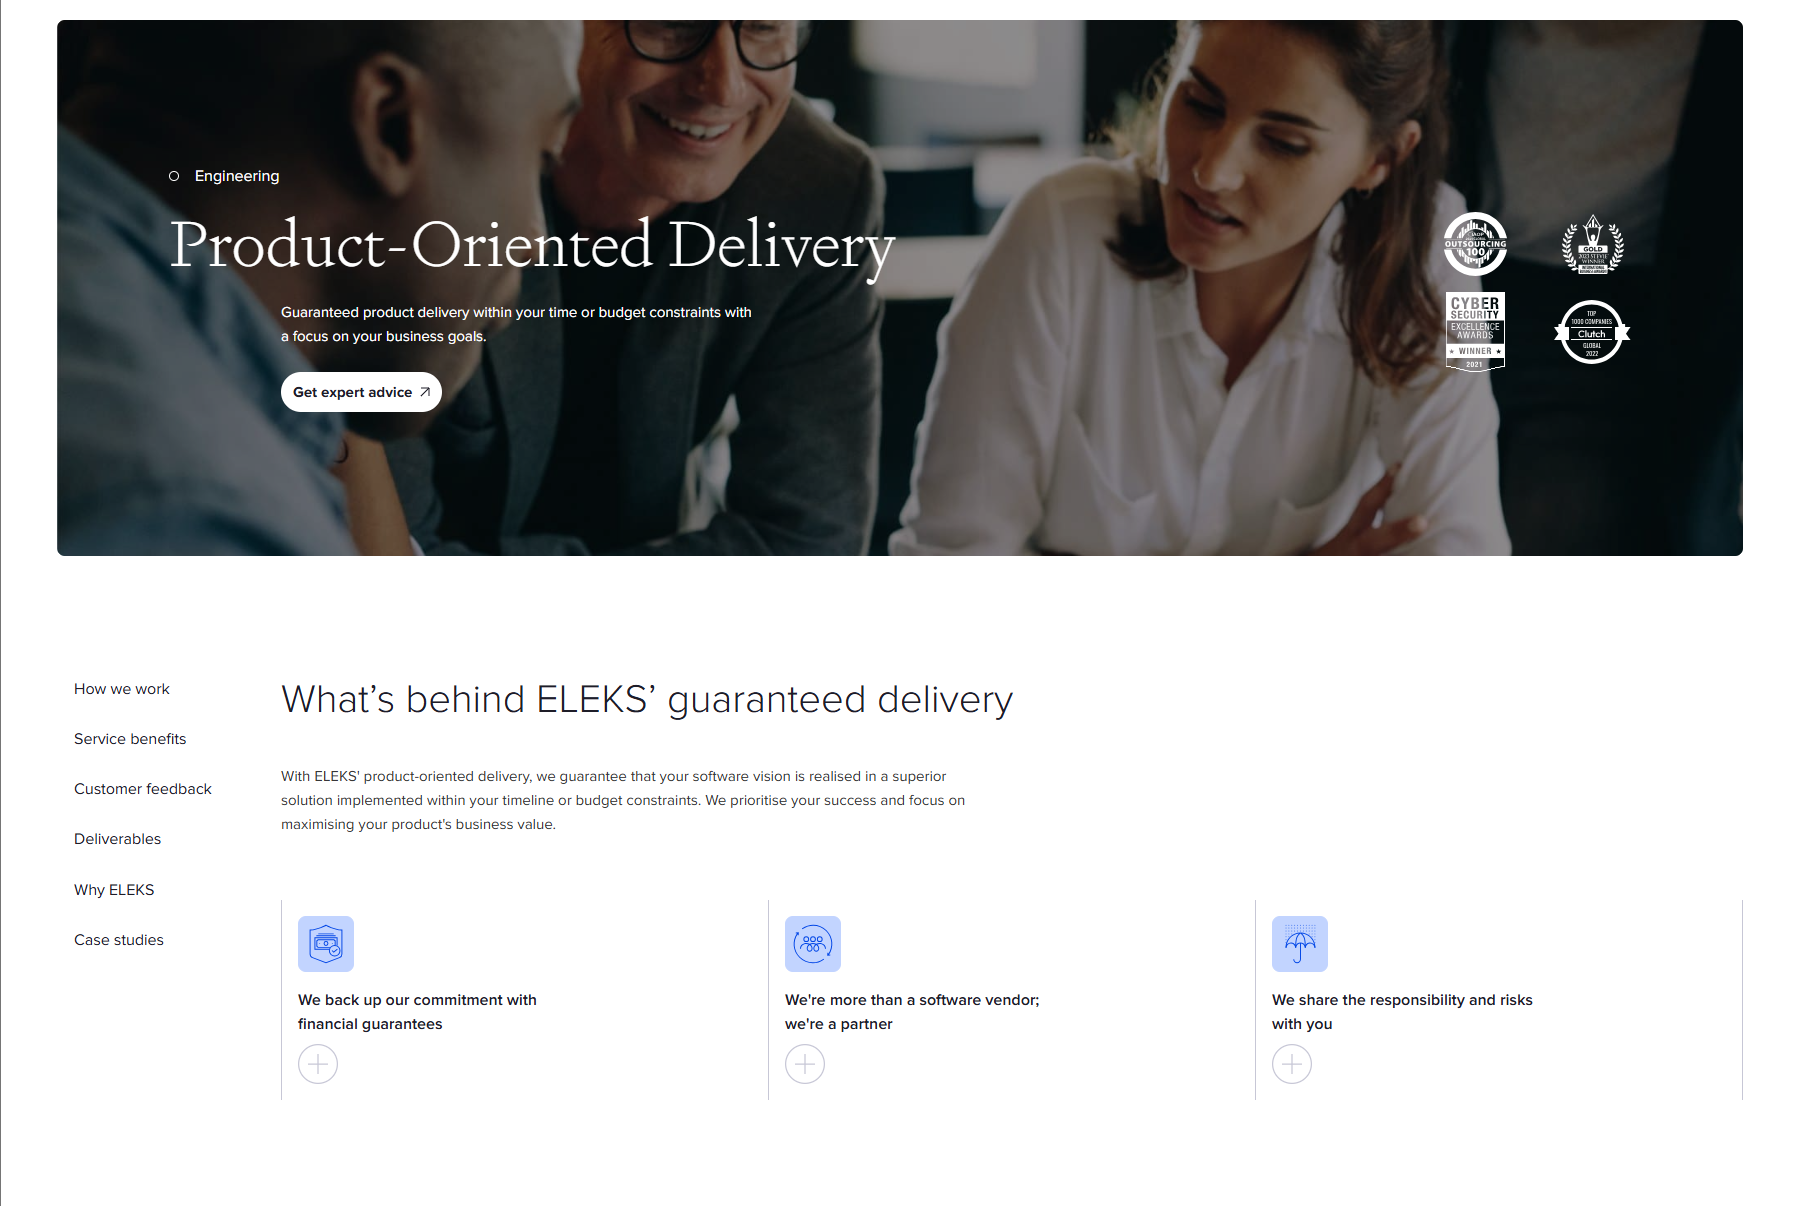 Engineering
Product-Oriented Delivery
Guaranteed product delivery within your time or budget constraints with
a focus on your business goals.
Get expert advice
IAOP
OUTSOURCING
100
GOLD
2023 STEVIE
WINNER
INTERNATIONAL
BUSINESS AWARDS
CYBER
SECURITY
EXCELLENCE
AWARDS
WINNER
2021
TOP
1000 COMPANIES
Clutch
GLOBAL
2022
How we work
Service benefits
Customer feedback
Deliverables
Why ELEKS
Case studies
What’s behind ELEKS’ guaranteed delivery
With ELEKS' product-oriented delivery, we guarantee that your software vision is realised in a superior
solution implemented within your timeline or budget constraints. We prioritise your success and focus on
maximising your product's business value.
We back up our commitment with
financial guarantees
We're more than a software vendor;
we're a partner
We share the responsibility and risks
with you